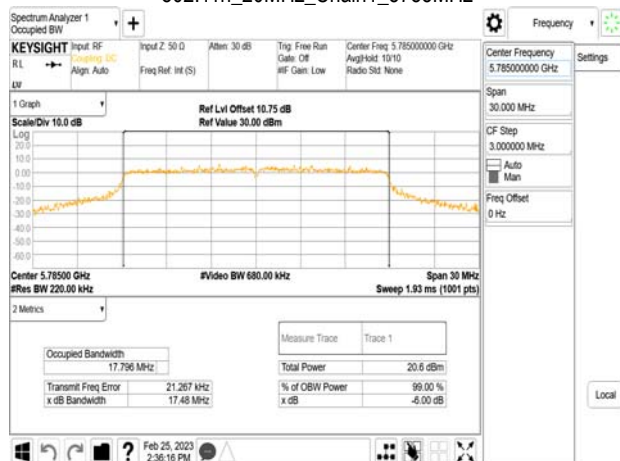 Spectrum Analyzer 1
Occupied BW
KEYSIGHT
RL
Input: RF
Coupling: DC
Align: Auto
Input Z: 50 Ω
Freq Ref: Int (S)
Atten: 30 dB
Trig: Free Run
Gate: Off
#IF Gain: Low
Center Freq: 5.785000000 GHz
Avg|Hold: 10/10
Radio Std: None
1 Graph
Scale/Div 10.0 dB
Ref Lvl Offset 10.75 dB
Ref Value 30.00 dBm
Log
20.0
10.0
0.00
-10.0
-20.0
-30.0
-40.0
-50.0
-60.0
Center 5.78500 GHz
#Res BW 220.00 kHz
#Video BW 680.00 kHz
Span 30 MHz
Sweep 1.93 ms (1001 pts)
2 Metrics
Measure Trace Trace 1
Occupied Bandwidth
17.796 MHz
Total Power 20.6 dBm
Transmit Freq Error 21.267 kHz
% of OBW Power 99.00 %
x dB Bandwidth 17.48 MHz
x dB -6.00 dB
Frequency
Center Frequency
5.785000000 GHz
Settings
Span
30.000 MHz
CF Step
3.000000 MHz
Auto
Man
Freq Offset
0 Hz
Local
Feb 25, 2023
2:36:16 PM